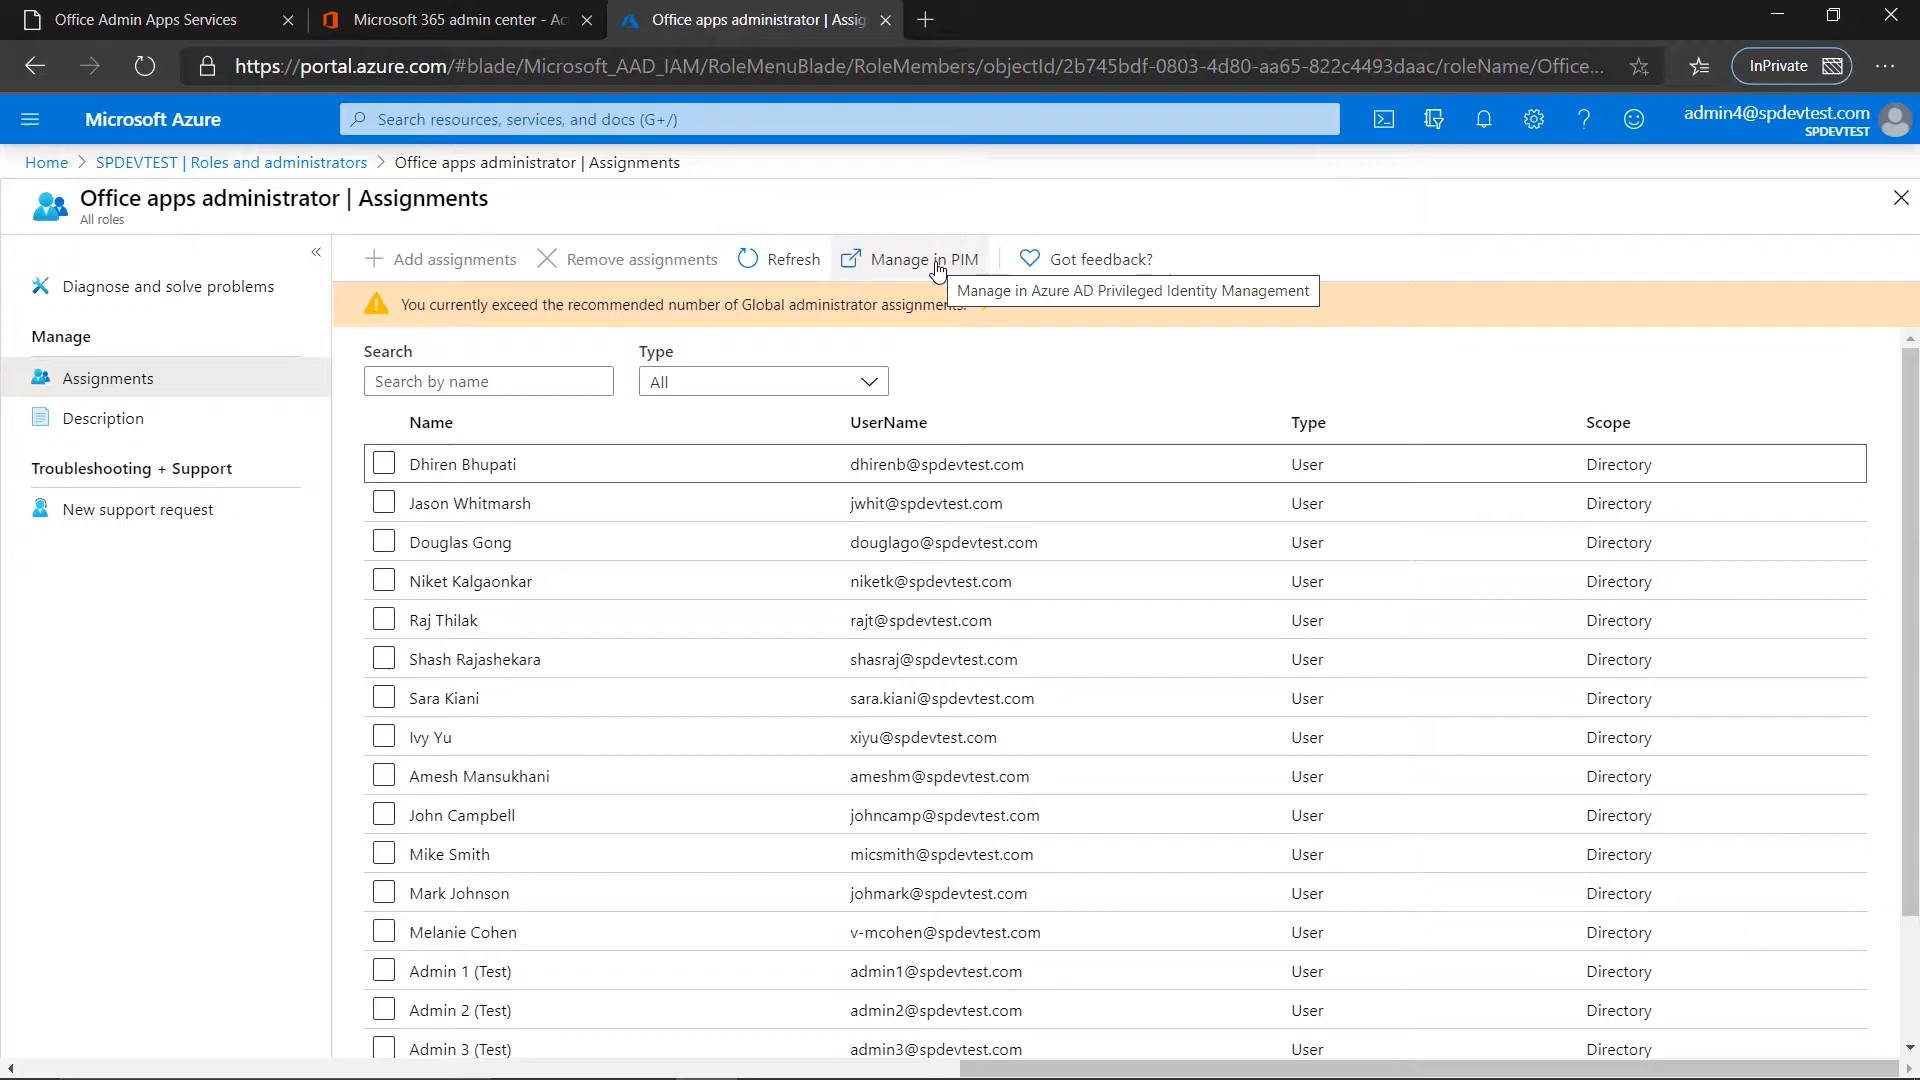 Office Admin Apps Services
Microsoft 365 admin center - Ac
Office apps administrator | Assig
https://portal.azure.com/#blade/Microsoft_AAD_IAM/RoleMenuBlade/RoleMembers/objectId/2b745bdf-0803-4d80-aa65-822c4493daac/roleName/Office...
InPrivate
Microsoft Azure
Search resources, services, and docs (G+/)
admin4@spdevtest.com
SPDEVTEST
Home > SPDEVTEST | Roles and administrators > Office apps administrator | Assignments
Office apps administrator | Assignments
All roles
Add assignments
Remove assignments
Refresh
Manage in PIM
Got feedback?
Manage in Azure AD Privileged Identity Management
You currently exceed the recommended number of Global administrator assignments.
Diagnose and solve problems
Manage
Assignments
Description
Troubleshooting + Support
New support request
Search
Type
Search by name
All
Name UserName Type Scope
Dhiren Bhupati dhirenb@spdevtest.com User Directory
Jason Whitmarsh jwhit@spdevtest.com User Directory
Douglas Gong douglago@spdevtest.com User Directory
Niket Kalgaonkar niketk@spdevtest.com User Directory
Raj Thilak rajt@spdevtest.com User Directory
Shash Rajashekara shasraj@spdevtest.com User Directory
Sara Kiani sara.kiani@spdevtest.com User Directory
Ivy Yu xiyu@spdevtest.com User Directory
Amesh Mansukhani ameshm@spdevtest.com User Directory
John Campbell johncamp@spdevtest.com User Directory
Mike Smith micsmith@spdevtest.com User Directory
Mark Johnson johmark@spdevtest.com User Directory
Melanie Cohen v-mcohen@spdevtest.com User Directory
Admin 1 (Test) admin1@spdevtest.com User Directory
Admin 2 (Test) admin2@spdevtest.com User Directory
Admin 3 (Test) admin3@spdevtest.com User Directory